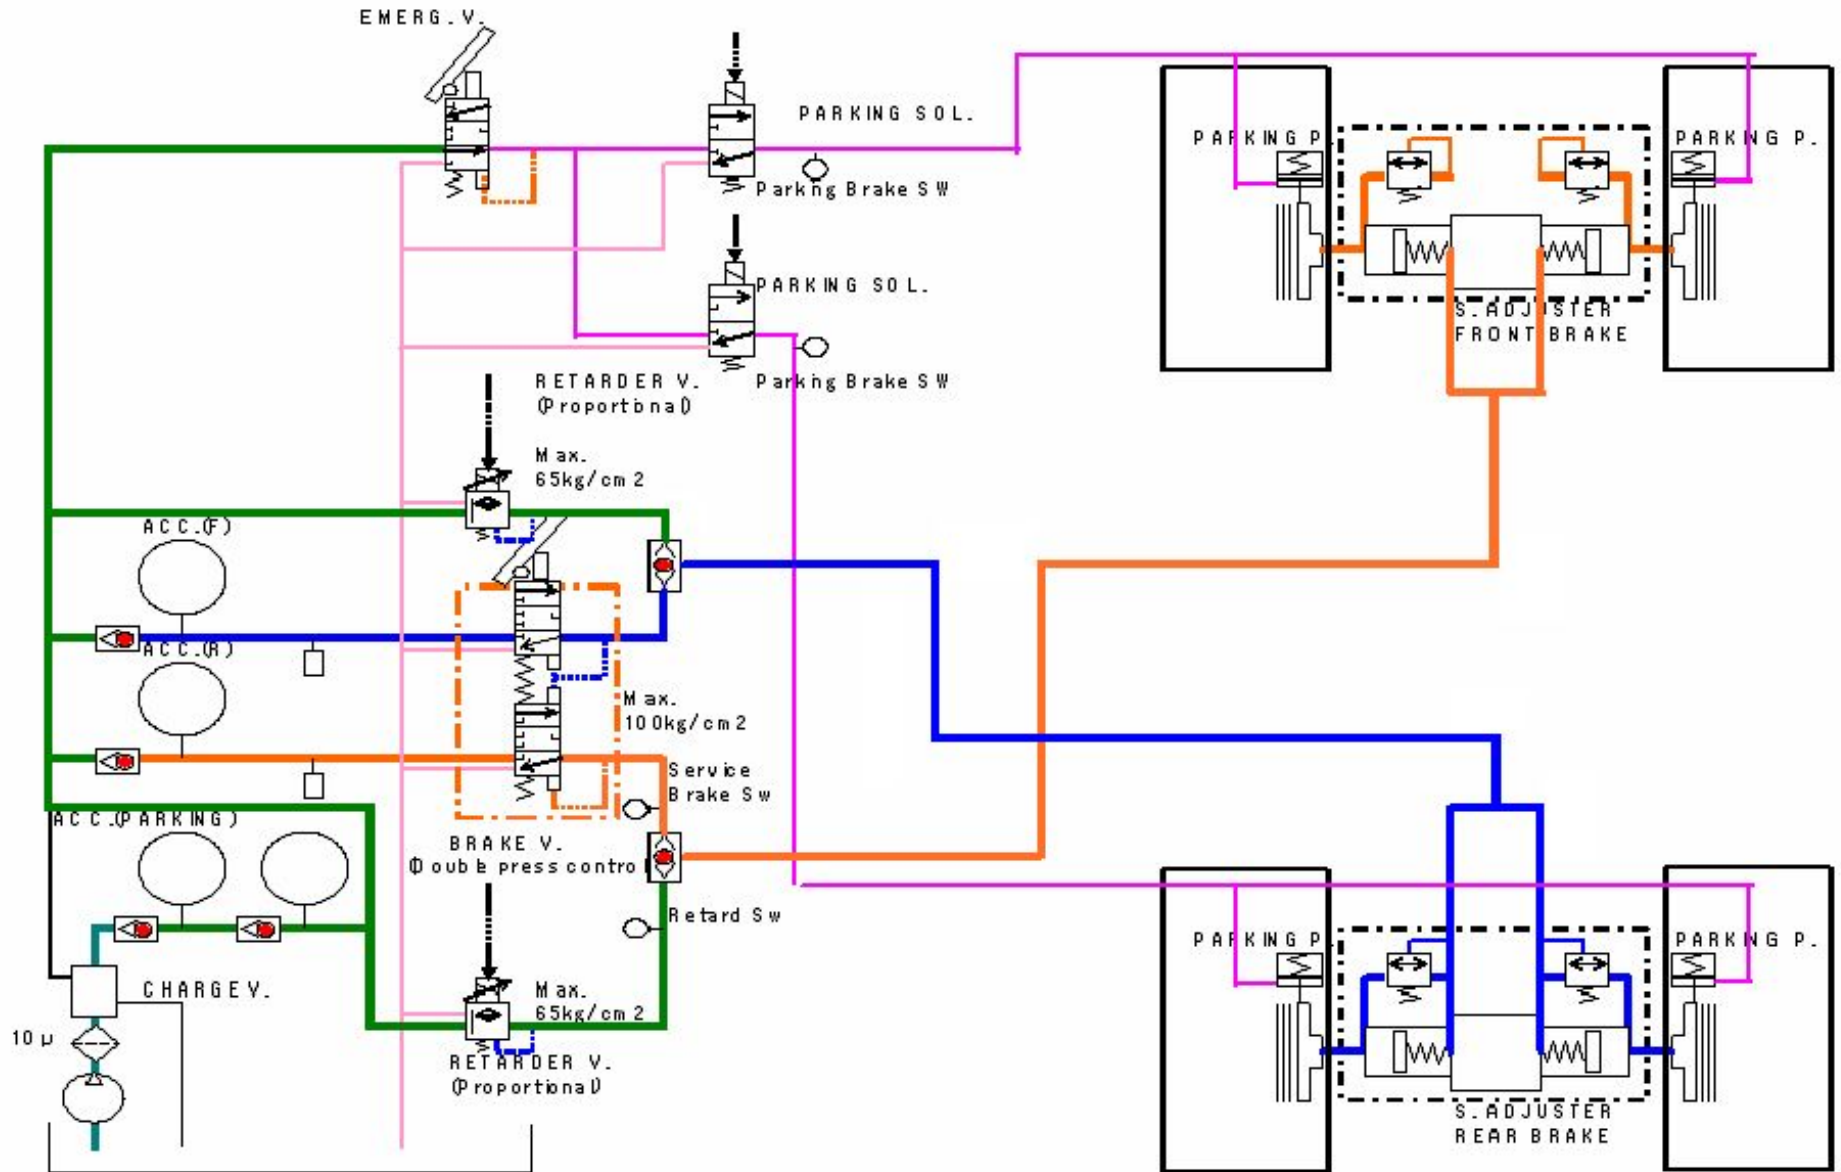 EMERG. V.
PARKING SOL.
PARKING P.
PARKING P.
Parking Brake SW
PARKING SOL.
S. ADJUSTER
FRONT BRAKE
Parking Brake SW
RETARDER V.
(Proportional)
Max.
65kg/cm2
ACC.(F)
ACC.(R)
Max.
100kg/cm2
Service
Brake Sw
ACC.(PARKING)
BRAKE V.
(Double press control
Retard Sw
PARKING P.
PARKING P.
CHARGE V.
Max.
65kg/cm2
10 μ
RETARDER V.
(Proportional)
S. ADJUSTER
REAR BRAKE